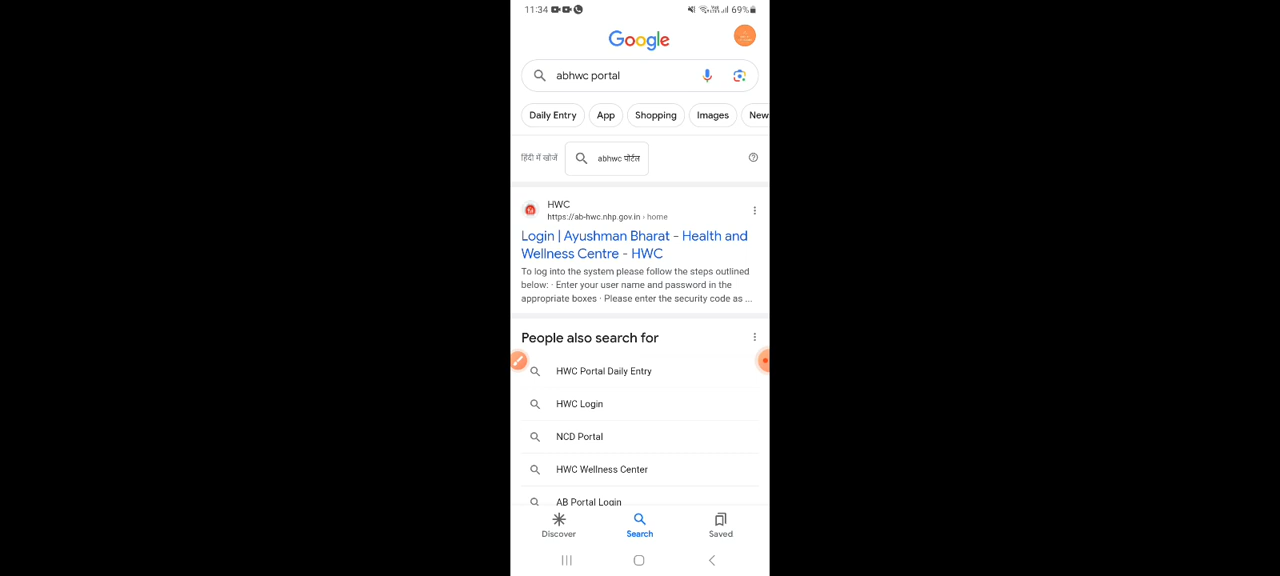 11:34 69%
Google
abhwc portal
Daily Entry App Shopping Images New
हिंदी में खोजें abhwc पोर्टल
HWC
https://ab-hwc.nhp.gov.in › home
Login | Ayushman Bharat - Health and
Wellness Centre - HWC
To log into the system please follow the steps outlined
below: · Enter your user name and password in the
appropriate boxes · Please enter the security code as ...
People also search for
HWC Portal Daily Entry
HWC Login
NCD Portal
HWC Wellness Center
AB Portal Login
Discover Search Saved